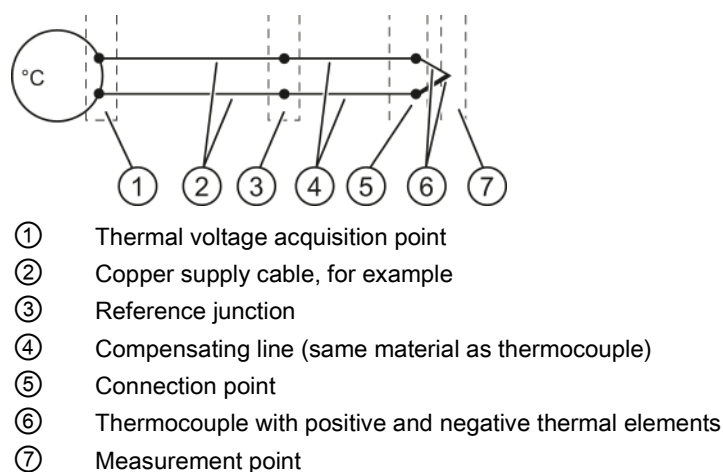 °C
① ② ③ ④ ⑤ ⑥ ⑦
① Thermal voltage acquisition point
② Copper supply cable, for example
③ Reference junction
④ Compensating line (same material as thermocouple)
⑤ Connection point
⑥ Thermocouple with positive and negative thermal elements
⑦ Measurement point